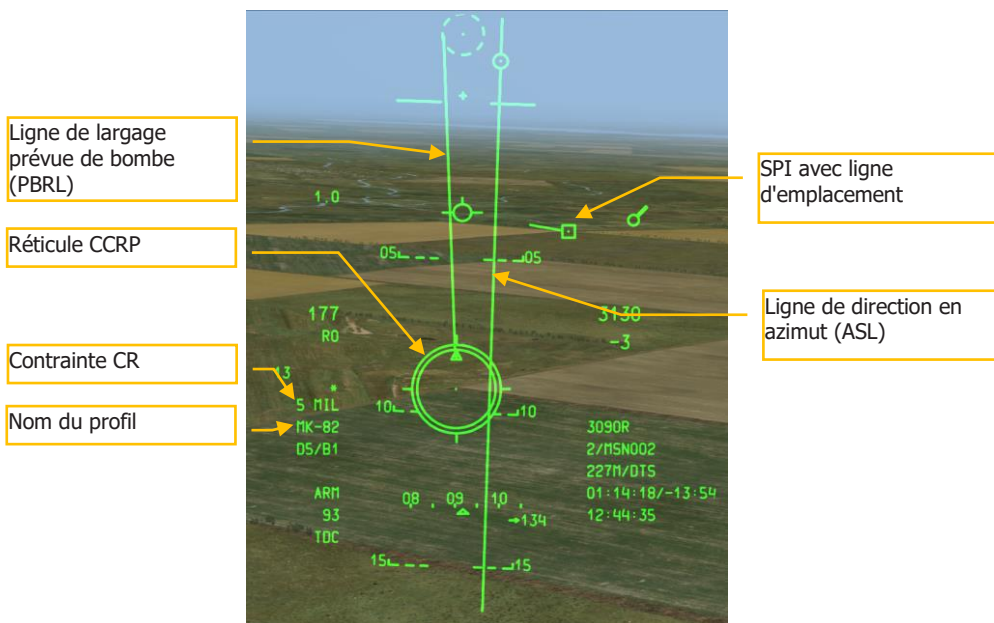 Ligne de largage
prévue de bombe
(PBRL)
Réticule CCRP
Contrainte CR
Nom du profil
SPI avec ligne
d'emplacement
Ligne de direction en
azimut (ASL)
1.0
05 05
177 3130
RO -3
13
*
5 MIL
10 10
MK-82 3090R
D5/B1 2/MSN002
227M/DTS
ARM 08 09 10 01:14:18/-13:54
93 134 12:44:35
TDC
15 15